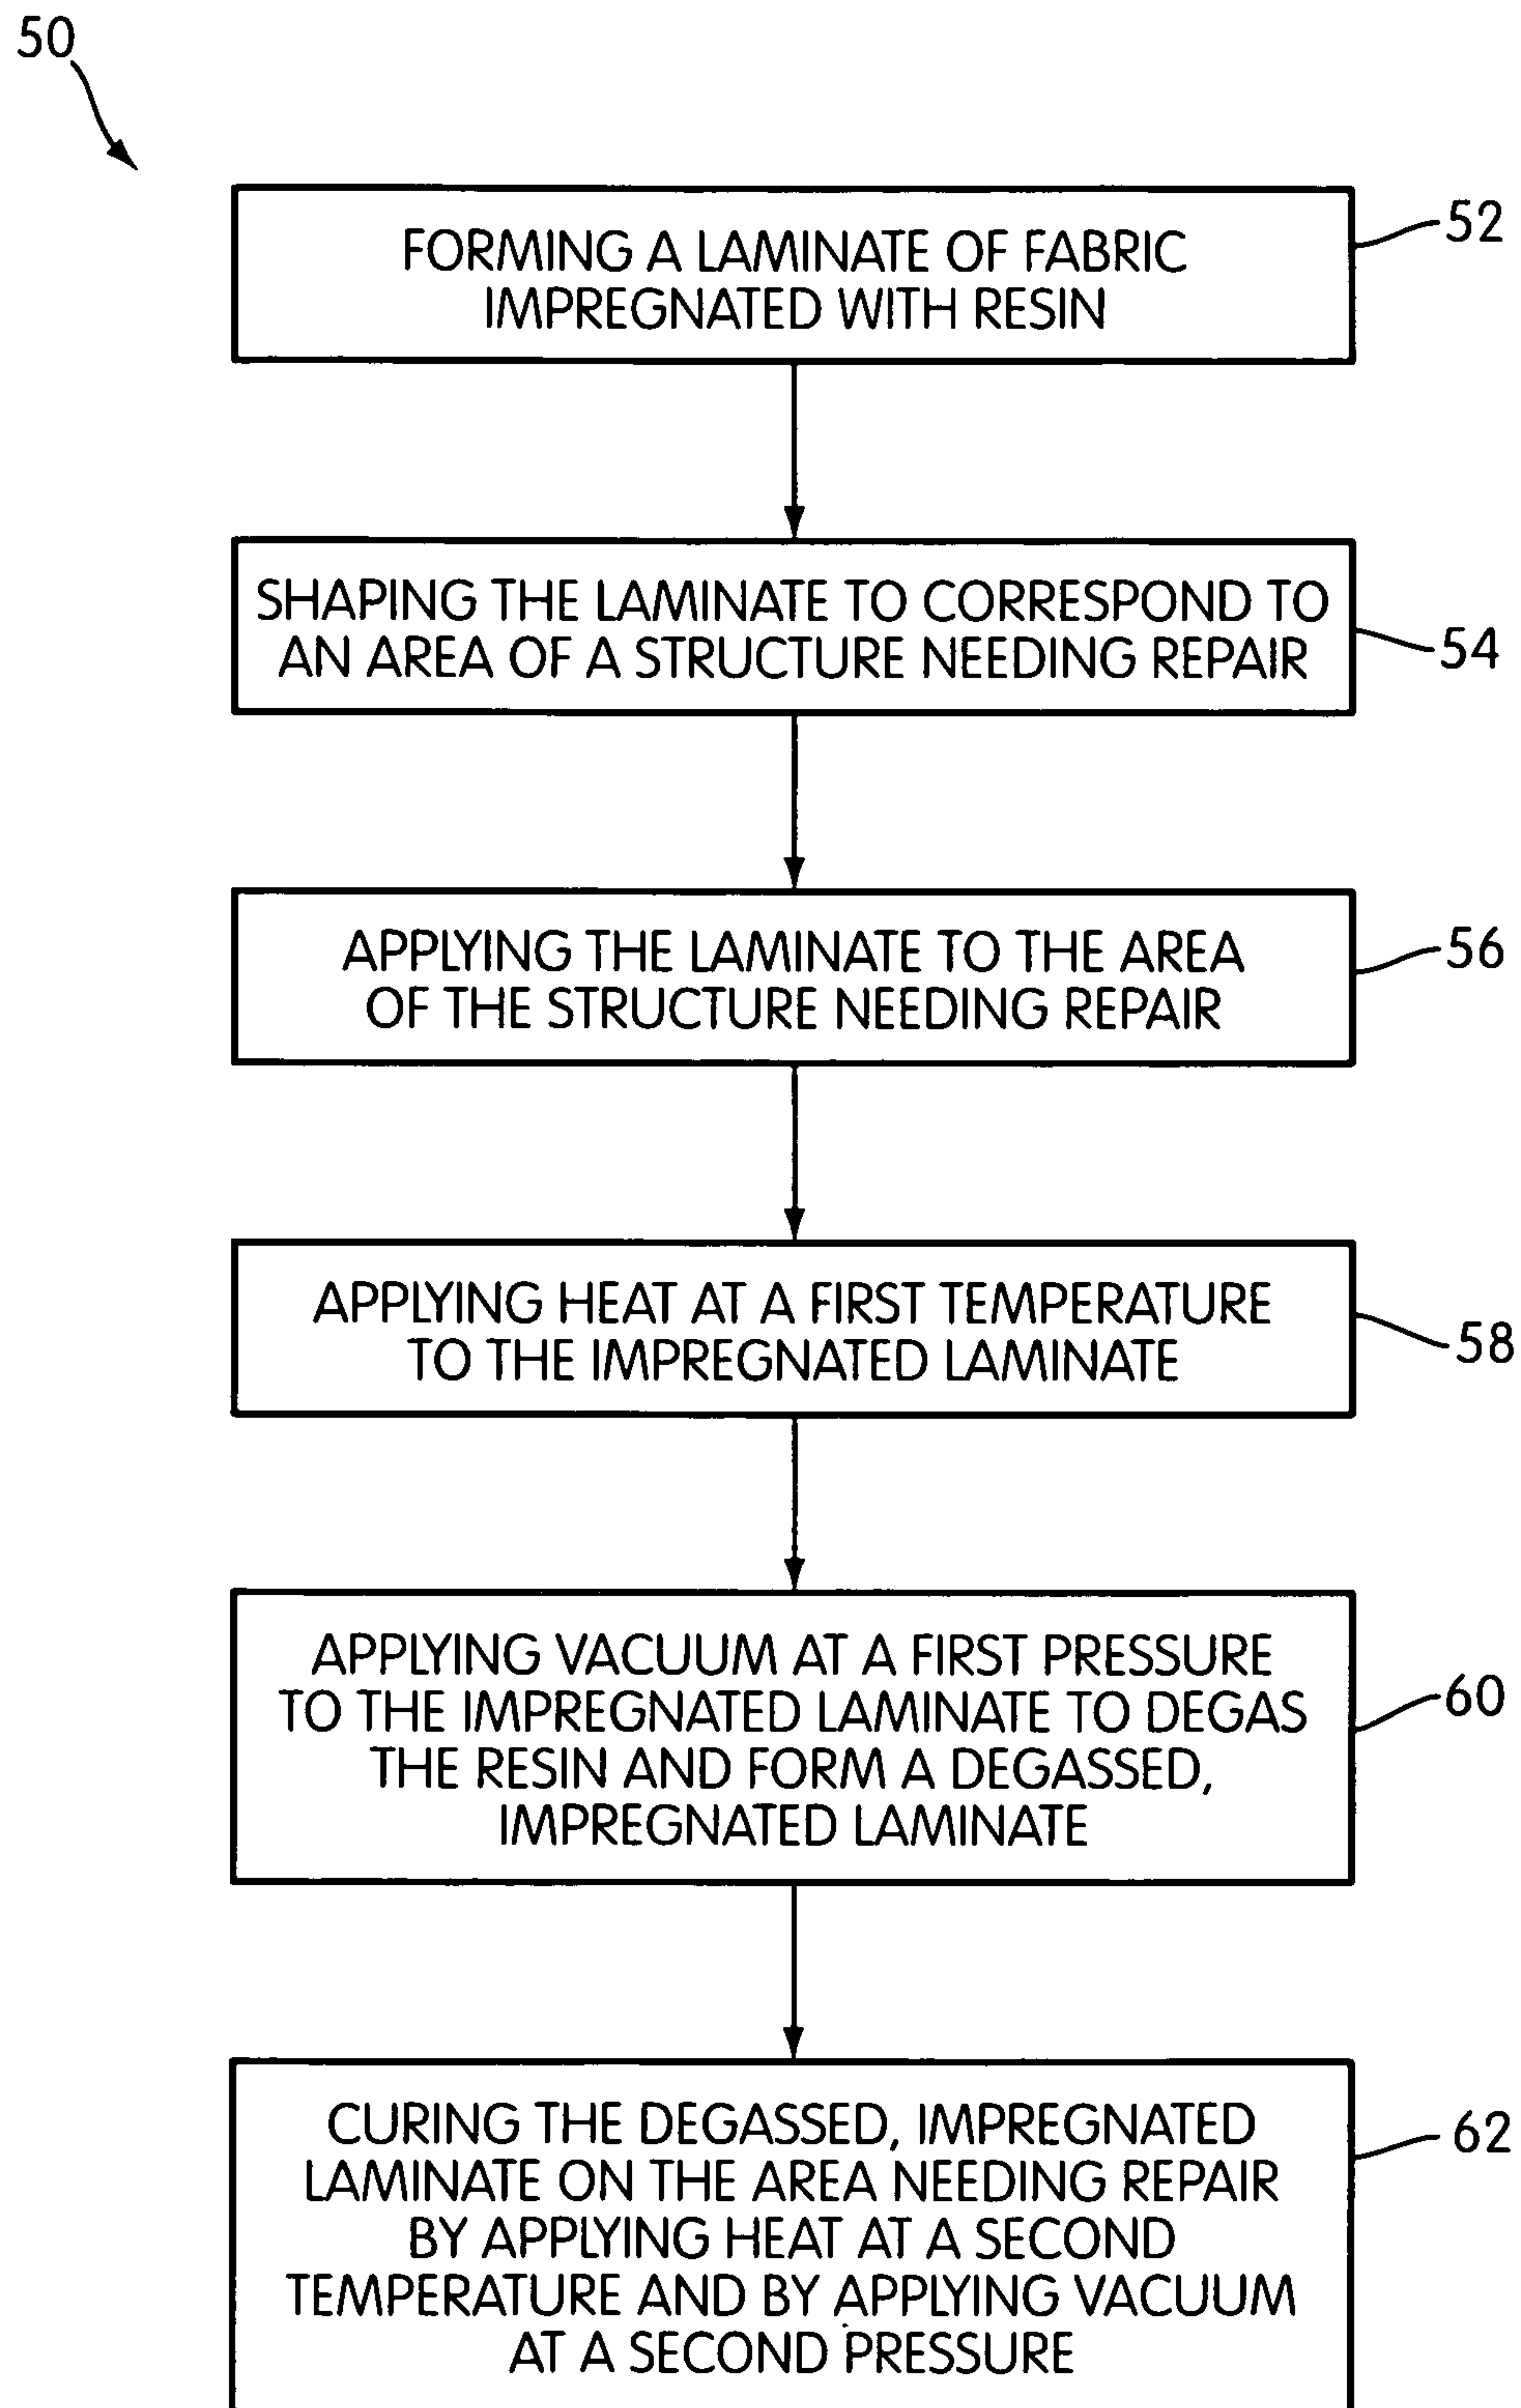 50
FORMING A LAMINATE OF FABRIC
IMPREGNATED WITH RESIN
52
SHAPING THE LAMINATE TO CORRESPOND TO
AN AREA OF A STRUCTURE NEEDING REPAIR
54
APPLYING THE LAMINATE TO THE AREA
OF THE STRUCTURE NEEDING REPAIR
56
APPLYING HEAT AT A FIRST TEMPERATURE
TO THE IMPREGNATED LAMINATE
58
APPLYING VACUUM AT A FIRST PRESSURE
TO THE IMPREGNATED LAMINATE TO DEGAS
THE RESIN AND FORM A DEGASSED,
IMPREGNATED LAMINATE
60
CURING THE DEGASSED, IMPREGNATED
LAMINATE ON THE AREA NEEDING REPAIR
BY APPLYING HEAT AT A SECOND
TEMPERATURE AND BY APPLYING VACUUM
AT A SECOND PRESSURE
62